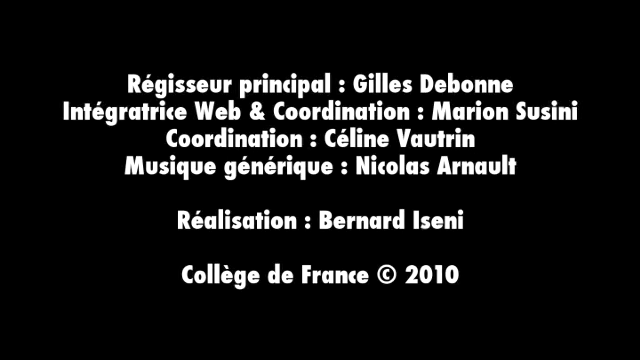 Régisseur principal : Gilles Debonne
Intégratrice Web & Coordination : Marion Susini
Coordination : Céline Vautrin
Musique générique : Nicolas Arnault
Réalisation : Bernard Iseni
Collège de France © 2010